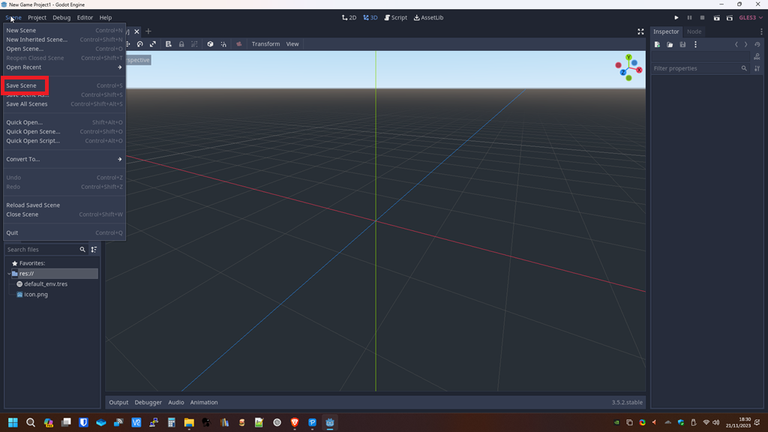 New Game Project1 - Godot Engine
Scene Project Debug Editor Help
2D 3D Script AssetLib
GLES3
New Scene Control+N
New Inherited Scene... Control+Shift+N
Open Scene... Control+O
Reopen Closed Scene Control+Shift+T
Open Recent
Save Scene Control+S
Save Scene As... Control+Shift+S
Save All Scenes Control+Shift+Alt+S
Quick Open... Shift+Alt+O
Quick Open Scene... Control+Shift+O
Quick Open Script... Control+Alt+O
Convert To...
Undo Control+Z
Redo Control+Shift+Z
Reload Saved Scene
Close Scene Control+Shift+W
Quit Control+Q
Transform View
spective
Y
X
Z
Inspector Node
Filter properties
Search files
Favorites:
res://
default_env.tres
icon.png
Output Debugger Audio Animation
3.5.2.stable
18:30
21/11/2023